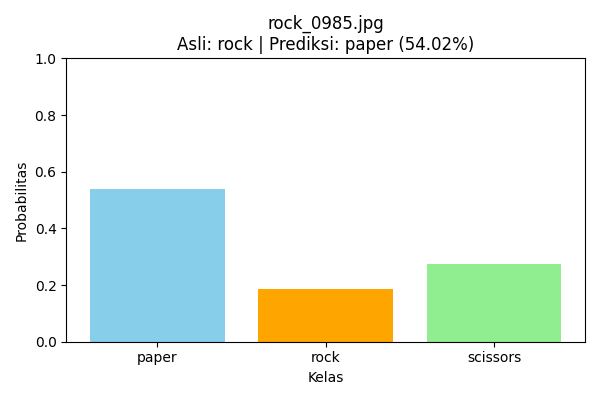 rock_0985.jpg
Asli: rock | Prediksi: paper (54.02%)
1.0
0.8
0.6
0.4
0.2
0.0
Probabilitas
paper rock scissors
Kelas